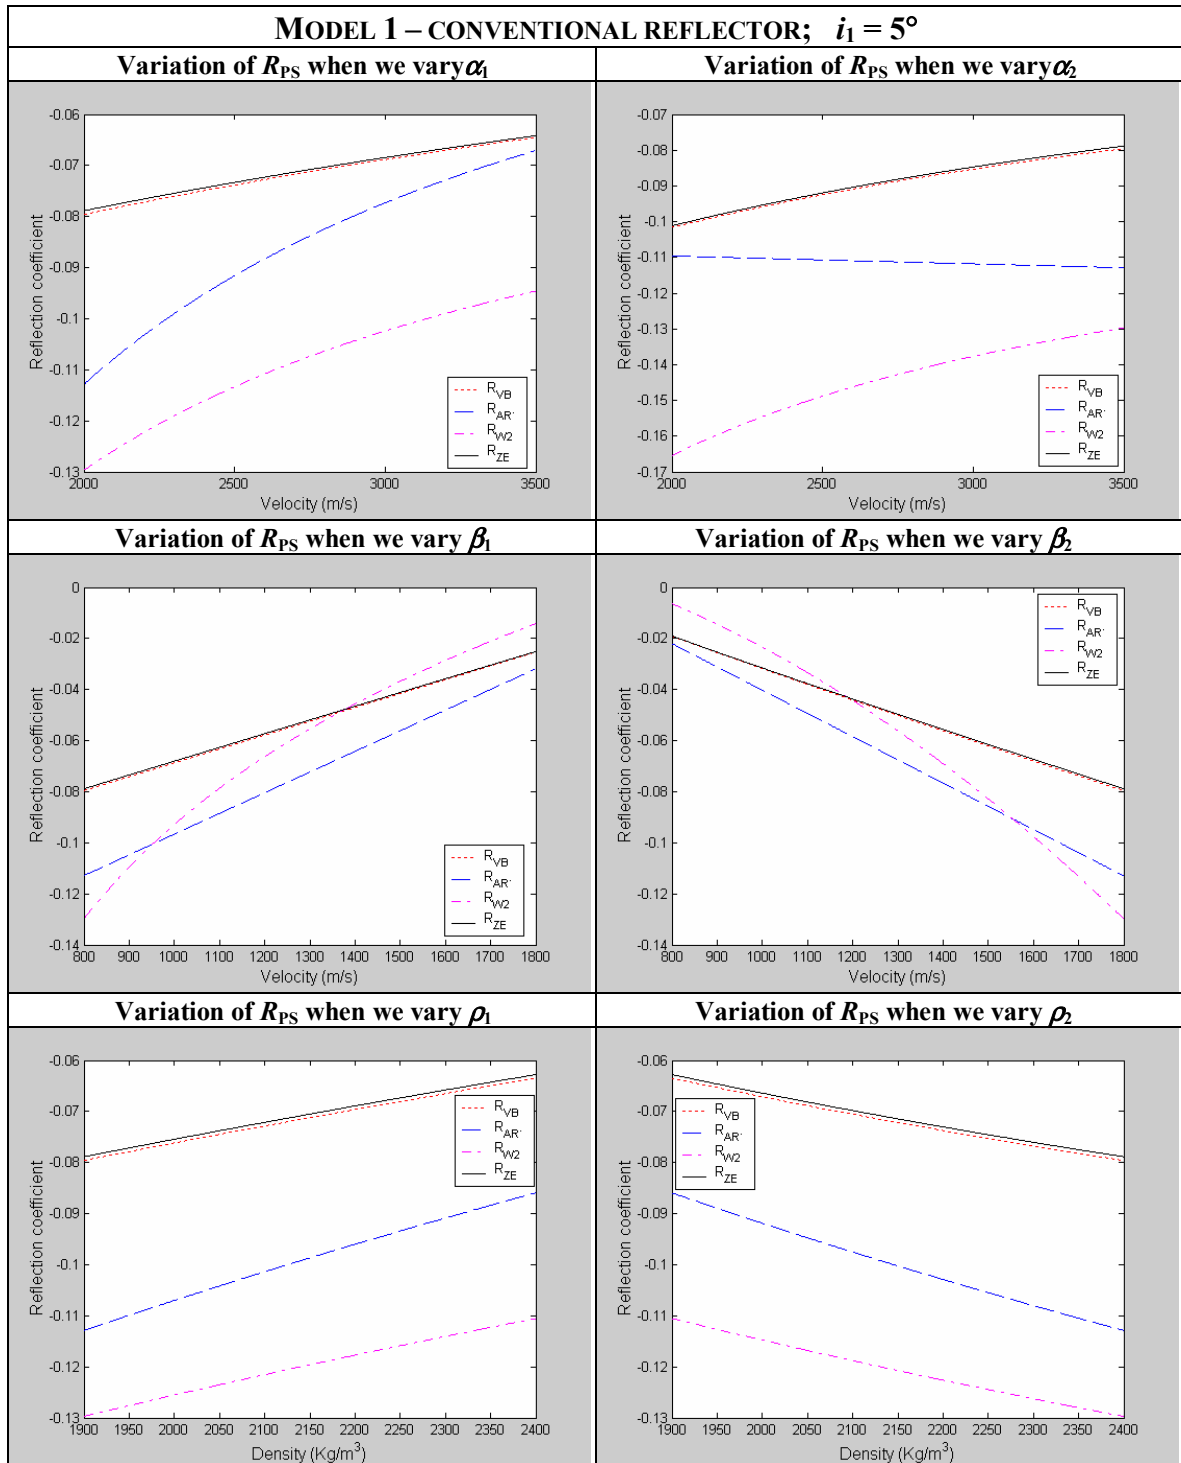 MODEL 1 – CONVENTIONAL REFLECTOR; i1 = 5°
Variation of RPS when we vary α1
Variation of RPS when we vary α2
-0.06
-0.07
-0.08
-0.09
-0.1
-0.11
-0.12
-0.13
Reflection coefficient
2000 2500 3000 3500
Velocity (m/s)
RVB
RAR'
RW2
RZE
-0.07
-0.08
-0.09
-0.1
-0.11
-0.12
-0.13
-0.14
-0.15
-0.16
-0.17
Reflection coefficient
2000 2500 3000 3500
Velocity (m/s)
RVB
RAR'
RW2
RZE
Variation of RPS when we vary β1
Variation of RPS when we vary β2
0
-0.02
-0.04
-0.06
-0.08
-0.1
-0.12
-0.14
Reflection coefficient
800 900 1000 1100 1200 1300 1400 1500 1600 1700 1800
Velocity (m/s)
RVB
RAR'
RW2
RZE
0
-0.02
-0.04
-0.06
-0.08
-0.1
-0.12
-0.14
Reflection coefficient
800 900 1000 1100 1200 1300 1400 1500 1600 1700 1800
Velocity (m/s)
RVB
RAR'
RW2
RZE
Variation of RPS when we vary ρ1
Variation of RPS when we vary ρ2
-0.06
-0.07
-0.08
-0.09
-0.1
-0.11
-0.12
-0.13
Reflection coefficient
1900 1950 2000 2050 2100 2150 2200 2250 2300 2350 2400
Density (Kg/m³)
RVB
RAR'
RW2
RZE
-0.06
-0.07
-0.08
-0.09
-0.1
-0.11
-0.12
-0.13
Reflection coefficient
1900 1950 2000 2050 2100 2150 2200 2250 2300 2350 2400
Density (Kg/m³)
RVB
RAR'
RW2
RZE